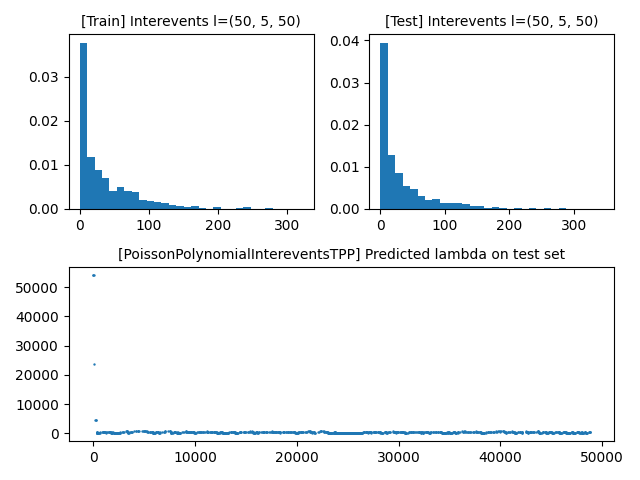 [Train] Interevents l=(50, 5, 50)
[Test] Interevents l=(50, 5, 50)
0.03
0.02
0.01
0.00
0 100 200 300
0.04
0.03
0.02
0.01
0.00
0 100 200 300
[PoissonPolynomialIntereventsTPP] Predicted lambda on test set
50000
40000
30000
20000
10000
0
0 10000 20000 30000 40000 50000